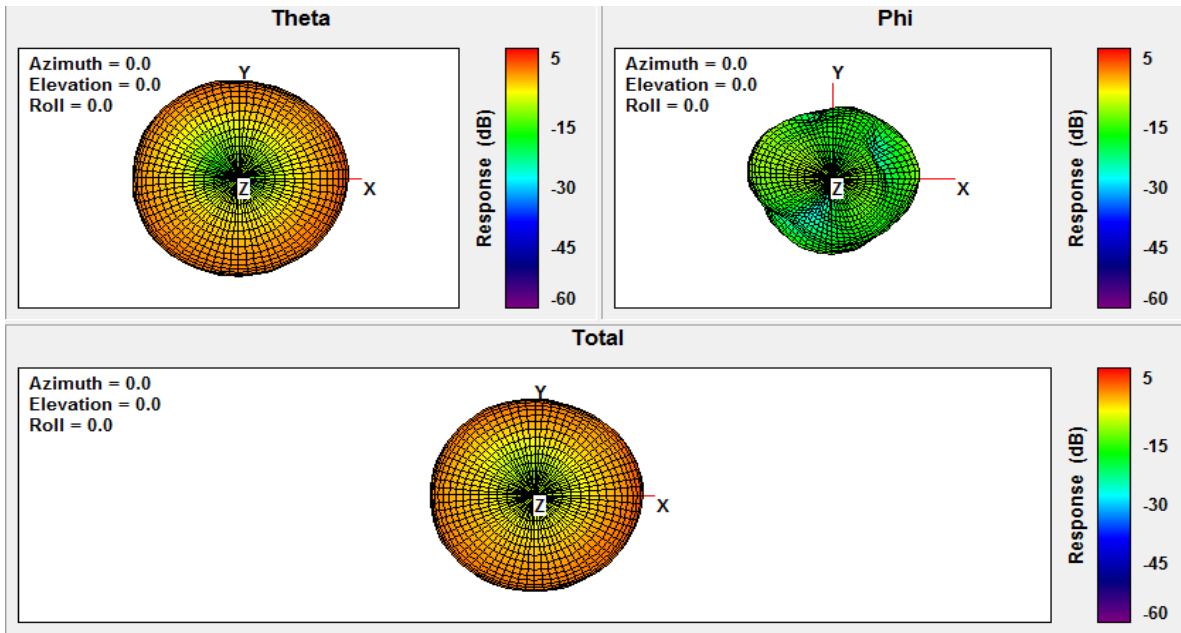 Theta
Azimuth = 0.0
Elevation = 0.0
Roll = 0.0
Y
X
Z
Response (dB)
5
-15
-30
-45
-60
Phi
Azimuth = 0.0
Elevation = 0.0
Roll = 0.0
Y
X
Z
Response (dB)
5
-15
-30
-45
-60
Total
Azimuth = 0.0
Elevation = 0.0
Roll = 0.0
Y
X
Z
Response (dB)
5
-15
-30
-45
-60